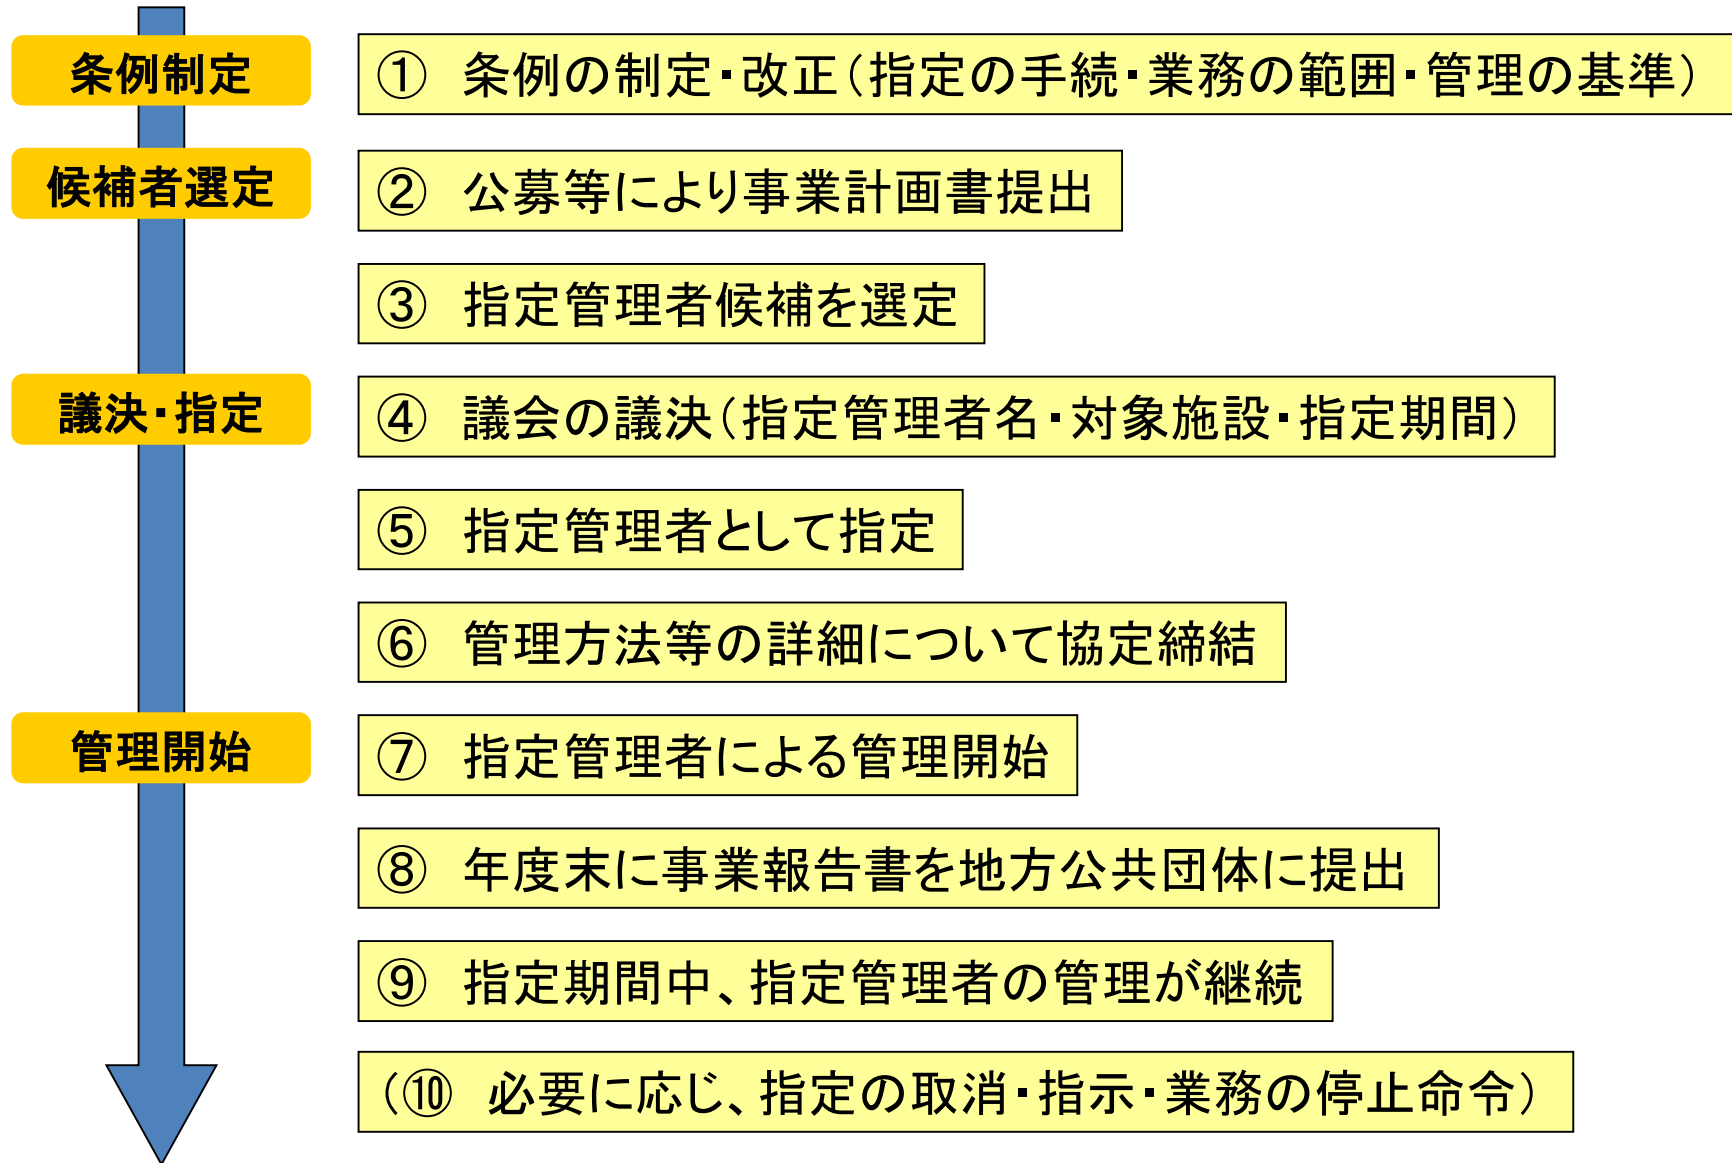 条例制定
① 条例の制定・改正（指定の手続・業務の範囲・管理の基準）
候補者選定
② 公募等により事業計画書提出
③ 指定管理者候補を選定
議決・指定
④ 議会の議決（指定管理者名・対象施設・指定期間）
⑤ 指定管理者として指定
⑥ 管理方法等の詳細について協定締結
管理開始
⑦ 指定管理者による管理開始
⑧ 年度末に事業報告書を地方公共団体に提出
⑨ 指定期間中、指定管理者の管理が継続
（⑩ 必要に応じ、指定の取消・指示・業務の停止命令）